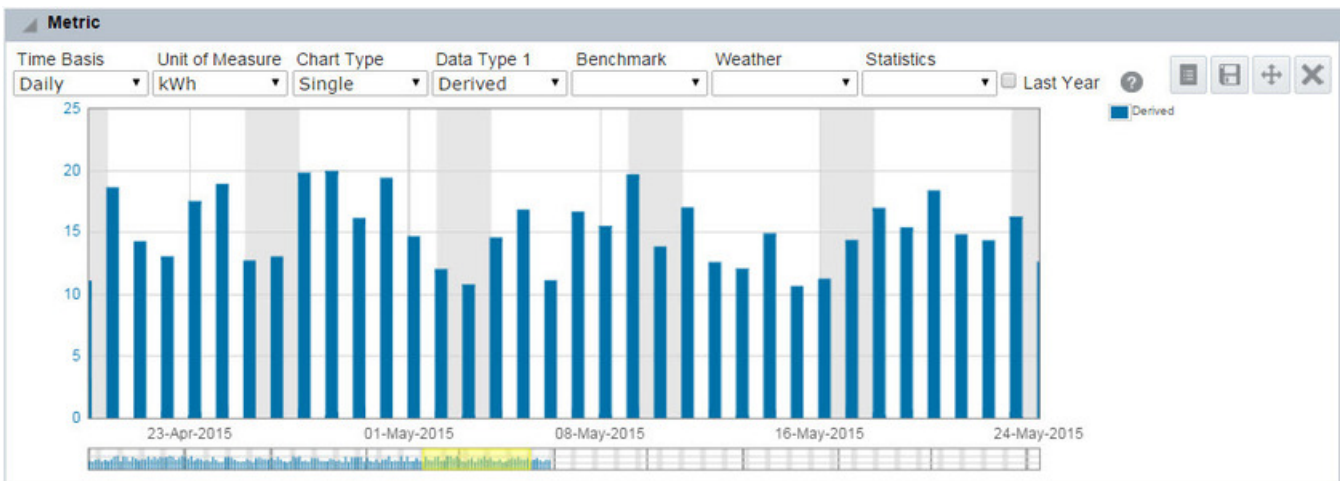 Metric
Time Basis Unit of Measure Chart Type Data Type 1 Benchmark Weather Statistics
Daily kWh Single Derived Last Year ?
Derived
25
20
15
10
5
0
23-Apr-2015 01-May-2015 08-May-2015 16-May-2015 24-May-2015